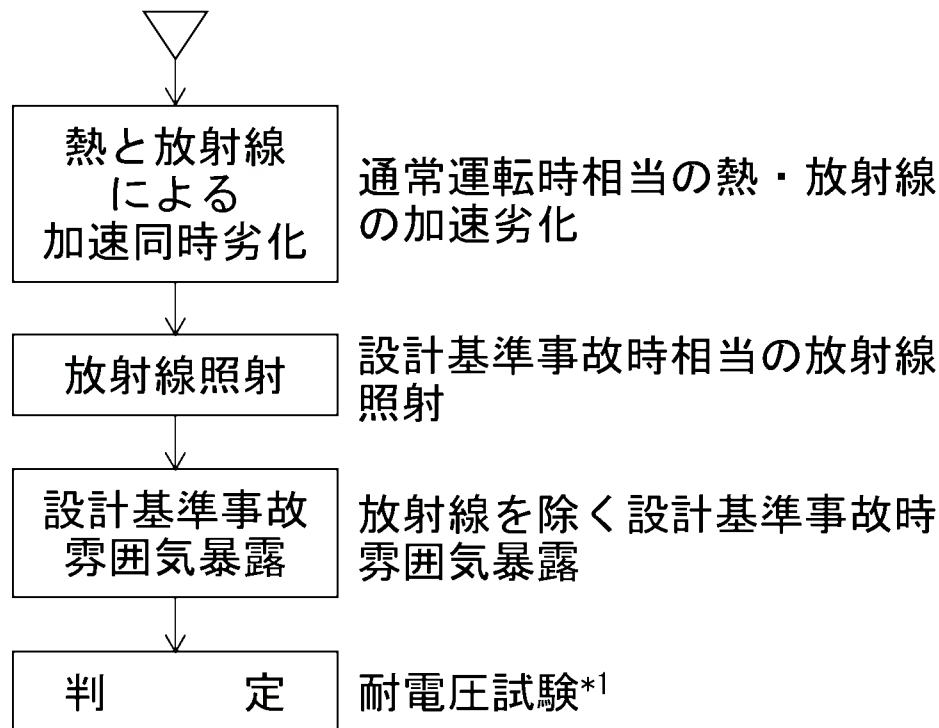 熱と放射線
による
加速同時劣化
通常運転時相当の熱・放射線
の加速劣化
放射線照射
設計基準事故時相当の放射線
照射
設計基準事故
雰囲気暴露
放射線を除く設計基準事故時
雰囲気暴露
判　　　定
耐電圧試験*1